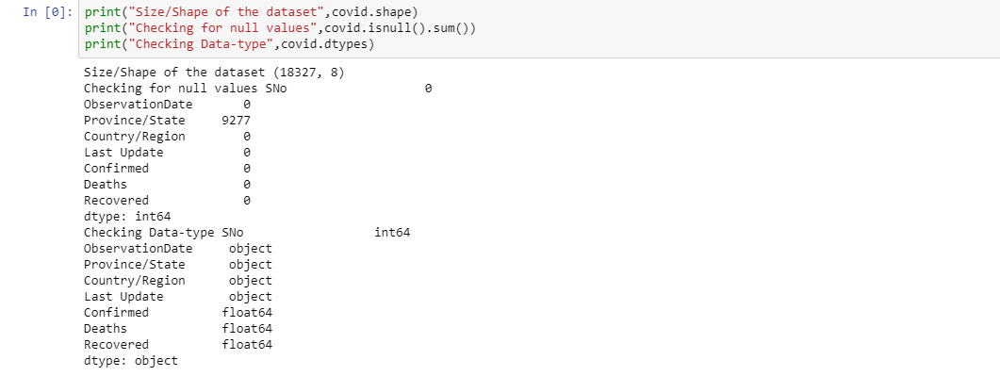 In [0]: print("Size/Shape of the dataset",covid.shape)
print("Checking for null values",covid.isnull().sum())
print("Checking Data-type",covid.dtypes)
Size/Shape of the dataset (18327, 8)
Checking for null values SNo                   0
ObservationDate       0
Province/State     9277
Country/Region        0
Last Update           0
Confirmed             0
Deaths                0
Recovered             0
dtype: int64
Checking Data-type SNo                  int64
ObservationDate     object
Province/State      object
Country/Region      object
Last Update         object
Confirmed          float64
Deaths             float64
Recovered          float64
dtype: object